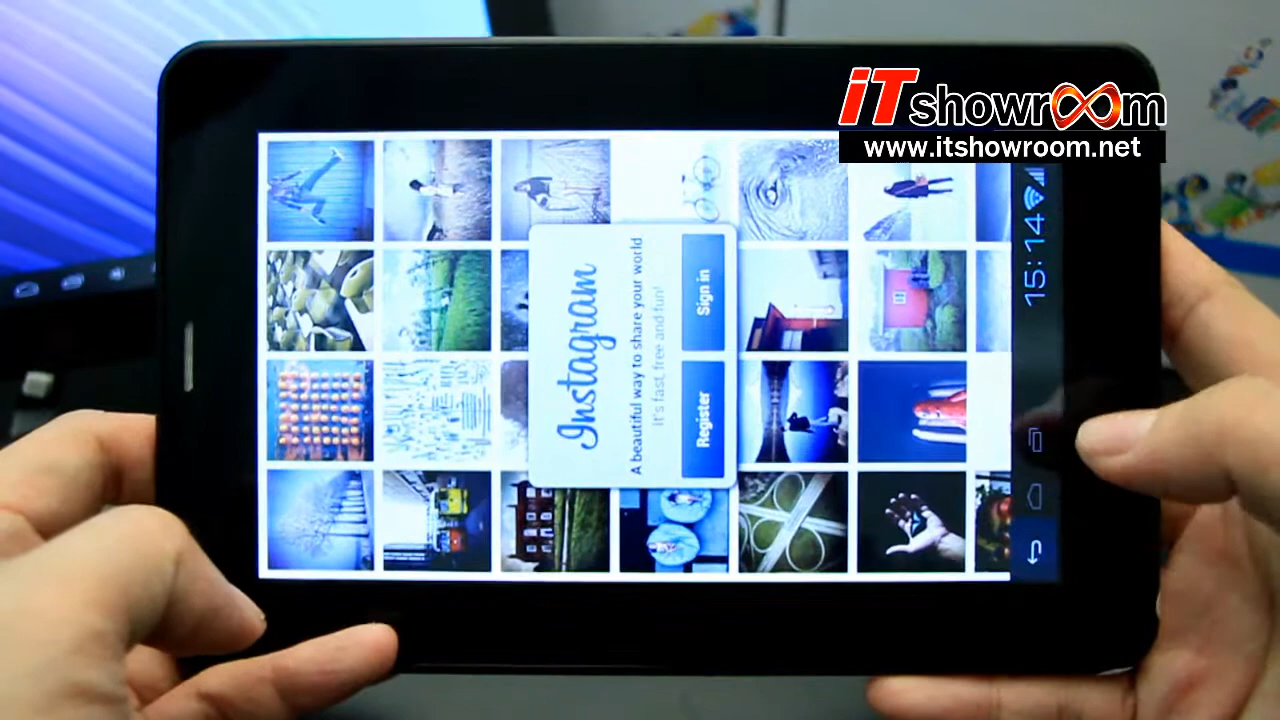 iTshowroom
www.itshowroom.net
15:14
Instagram
A beautiful way to share your world
It's fast, free and fun!
Register
Sign in